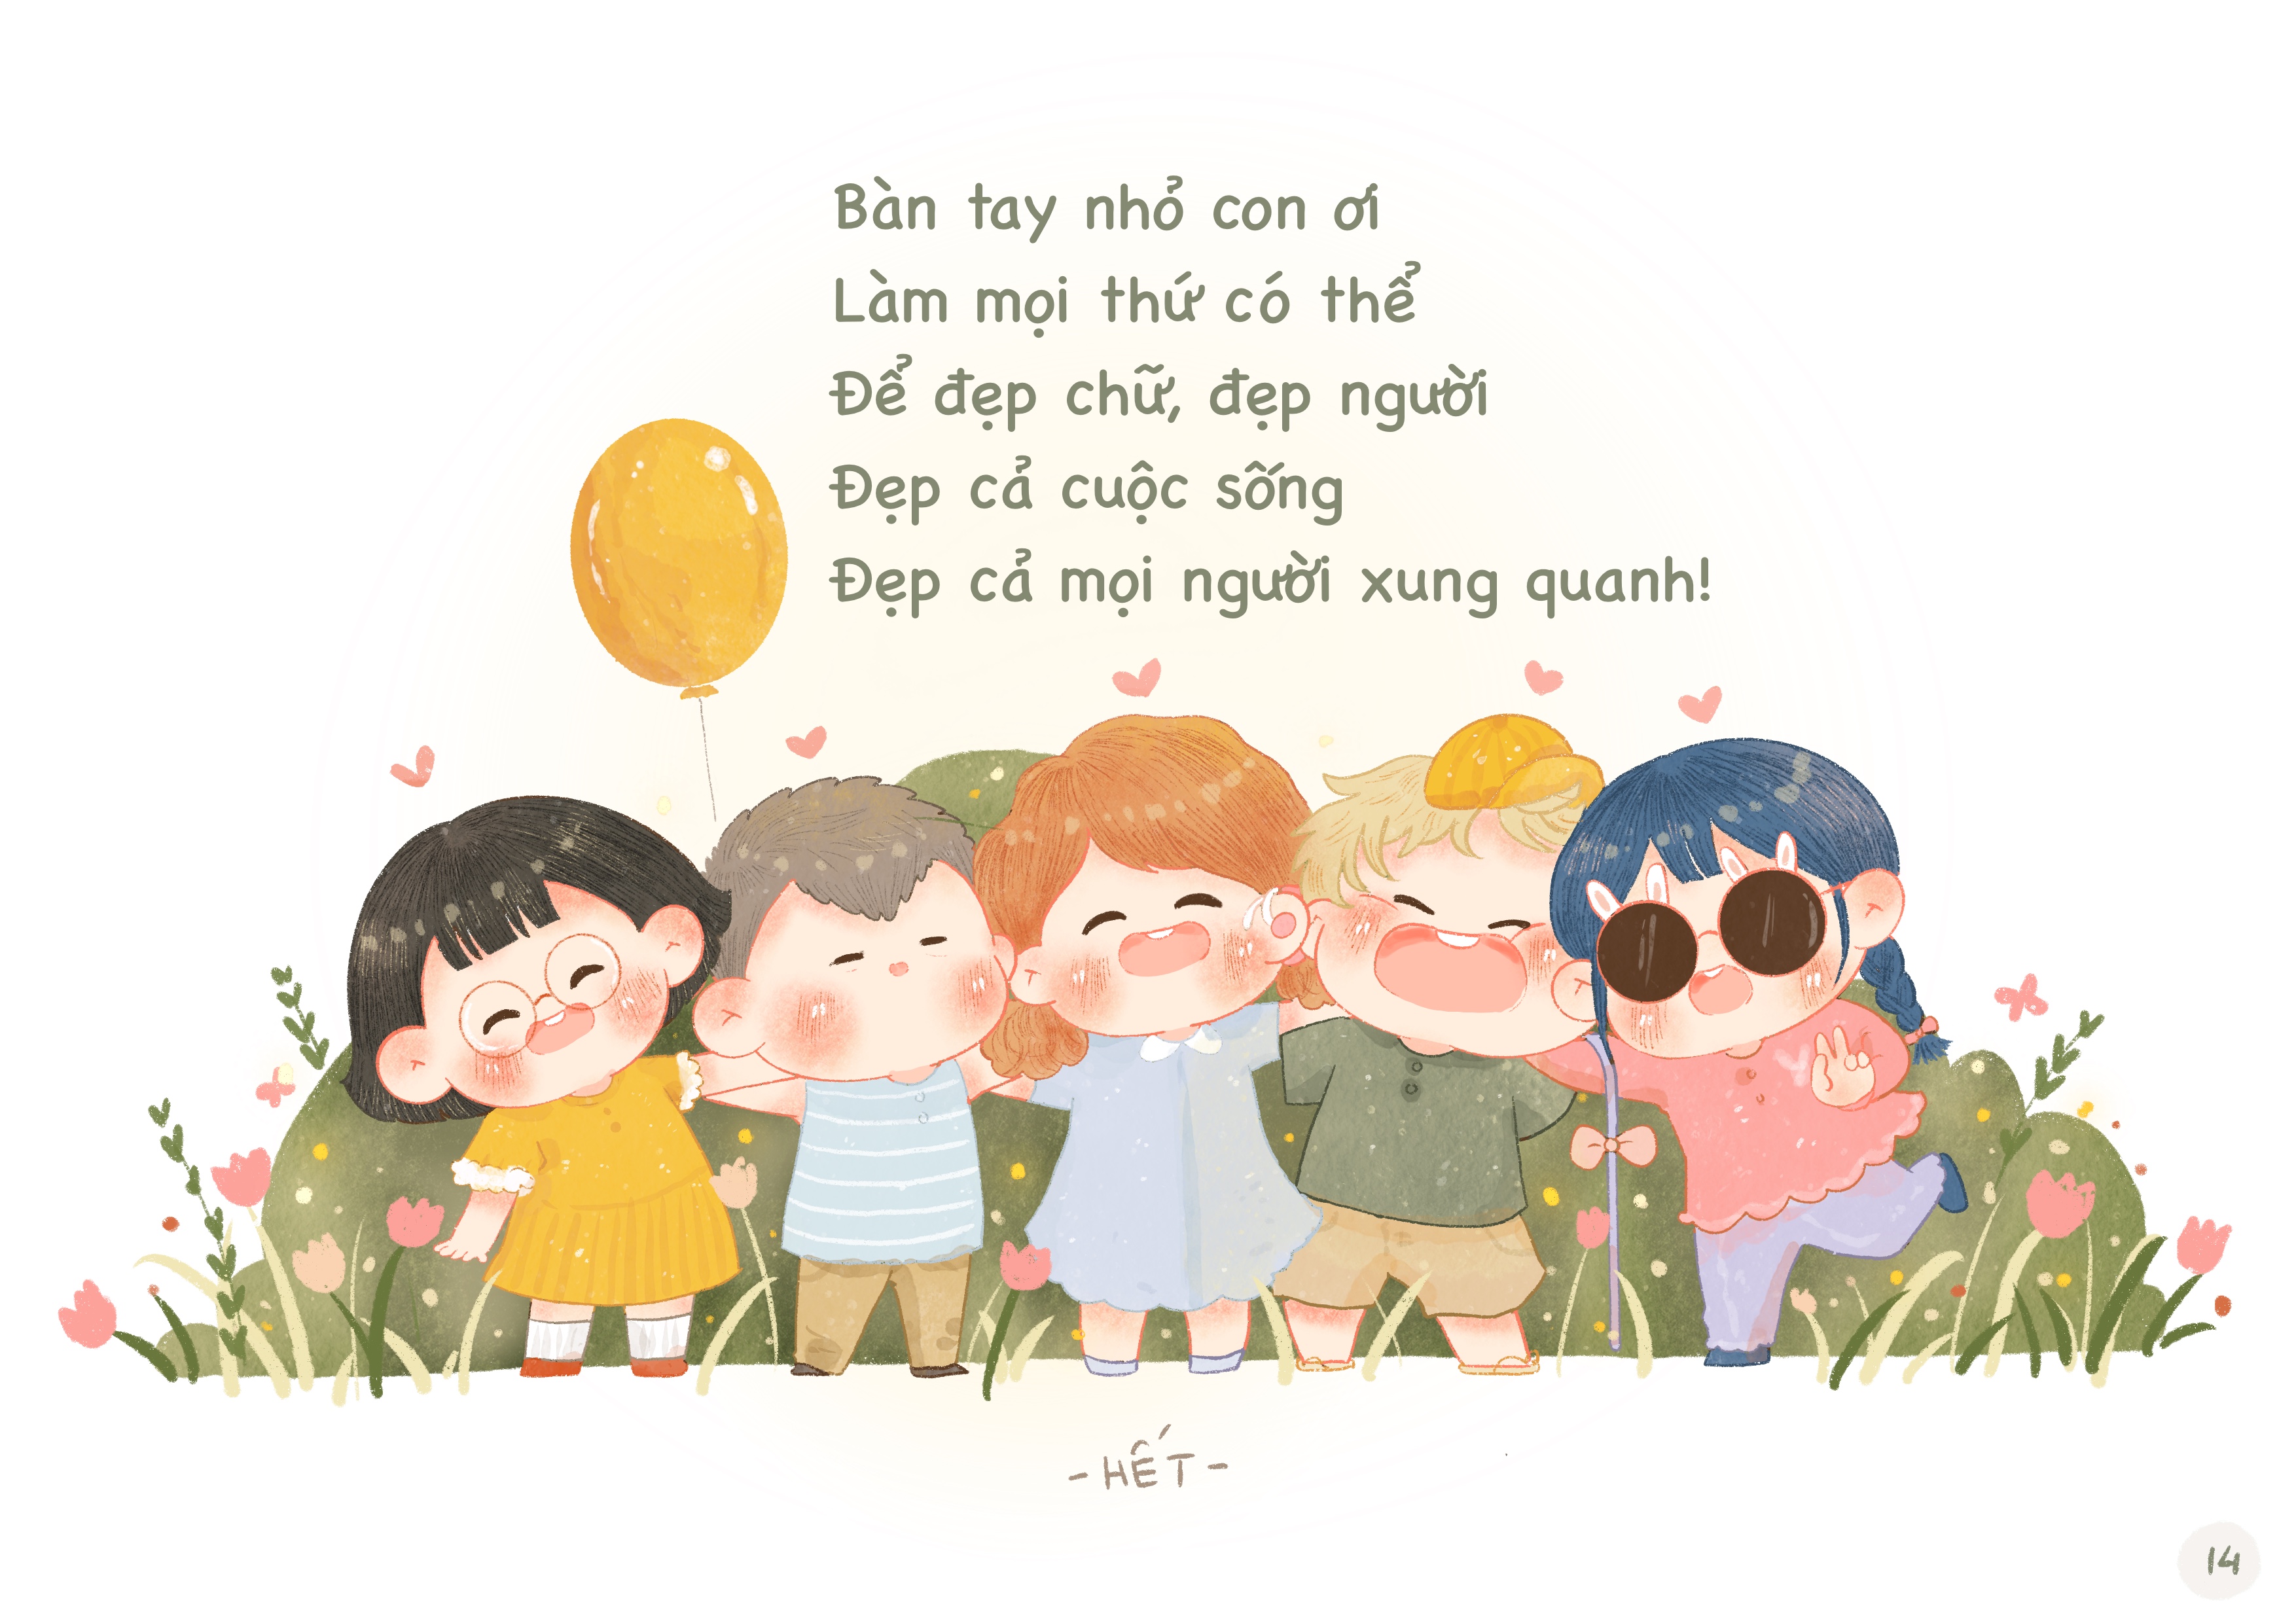 Bàn tay nhỏ con ơi
Làm mọi thứ có thể
Để đẹp chữ, đẹp người
Đẹp cả cuộc sống
Đẹp cả mọi người xung quanh!
- HẾT -
14